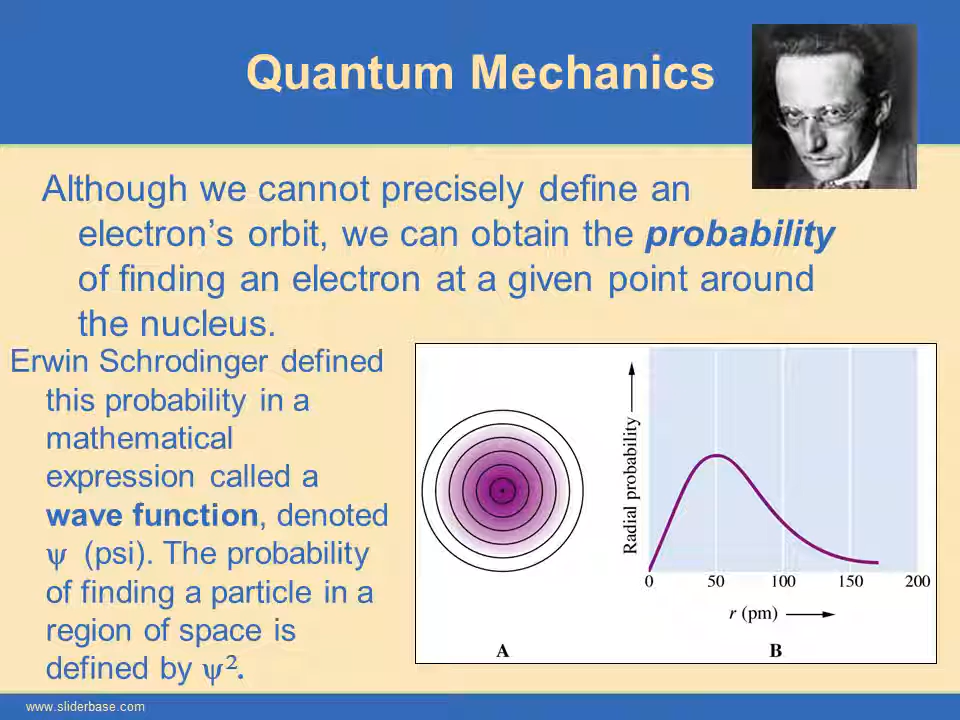 Quantum Mechanics
Although we cannot precisely define an
electron’s orbit, we can obtain the probability
of finding an electron at a given point around
the nucleus.
Erwin Schrodinger defined
this probability in a
mathematical
expression called a
wave function, denoted
ψ (psi). The probability
of finding a particle in a
region of space is
defined by ψ².
Radial probability
0 50 100 150 200
r (pm)
A
B
www.sliderbase.com